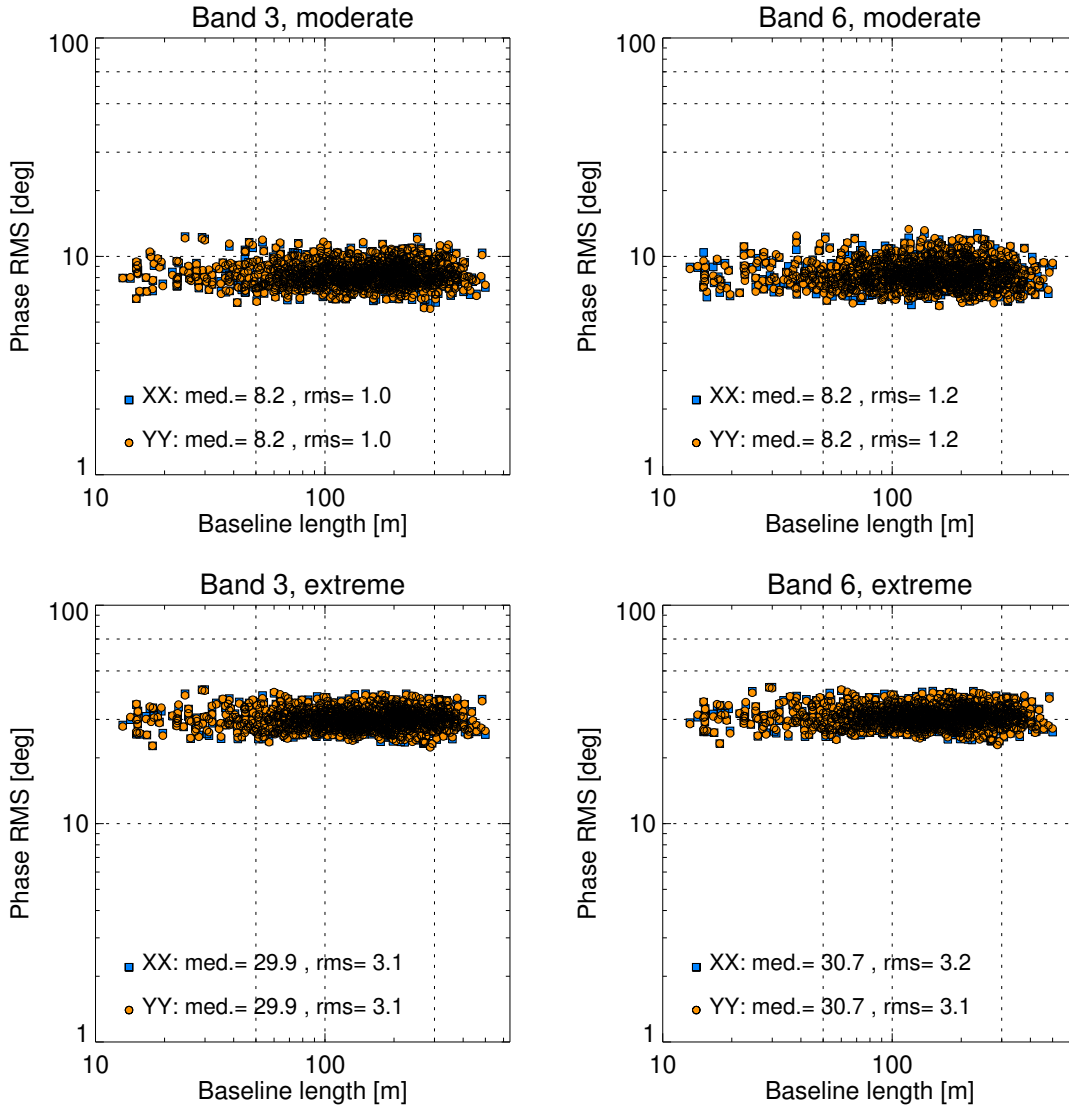 Band 3, moderate
100
10
1
Phase RMS [deg]
XX: med.= 8.2 , rms= 1.0
YY: med.= 8.2 , rms= 1.0
10
100
Baseline length [m]
Band 6, moderate
100
10
1
Phase RMS [deg]
XX: med.= 8.2 , rms= 1.2
YY: med.= 8.2 , rms= 1.2
10
100
Baseline length [m]
Band 3, extreme
100
10
1
Phase RMS [deg]
XX: med.= 29.9 , rms= 3.1
YY: med.= 29.9 , rms= 3.1
10
100
Baseline length [m]
Band 6, extreme
100
10
1
Phase RMS [deg]
XX: med.= 30.7 , rms= 3.2
YY: med.= 30.7 , rms= 3.1
10
100
Baseline length [m]